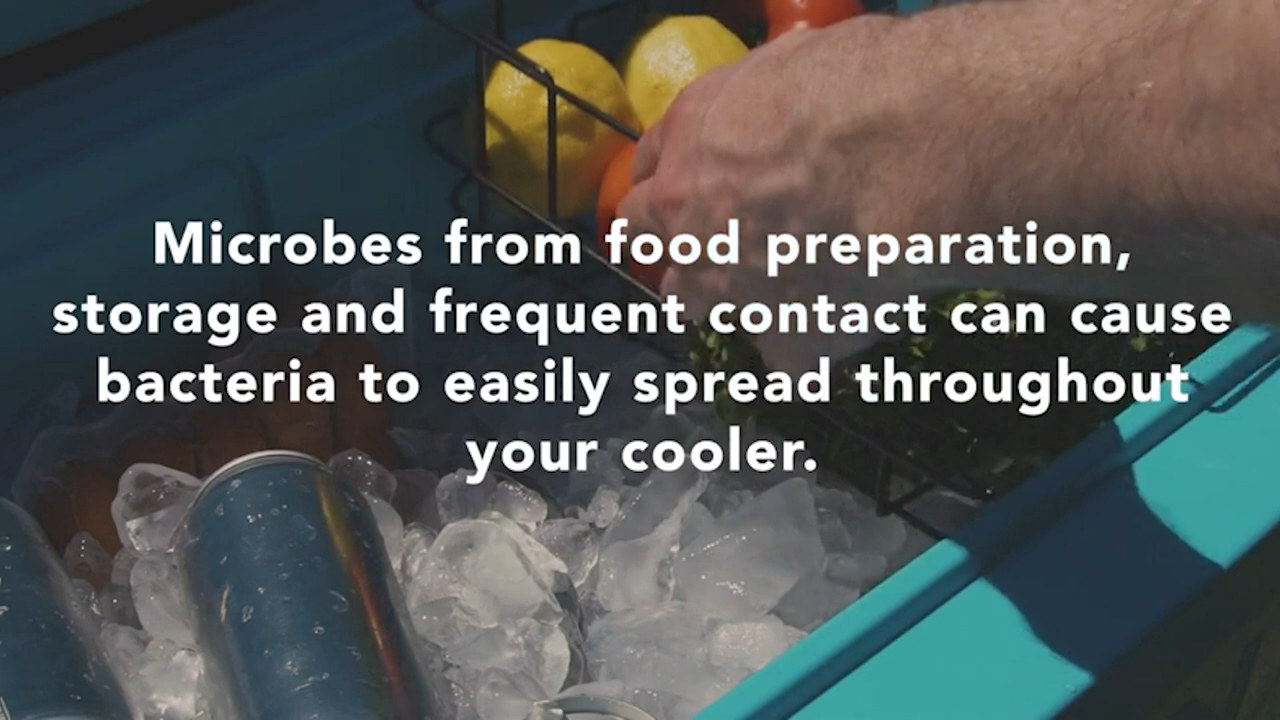 Microbes from food preparation,
storage and frequent contact can cause
bacteria to easily spread throughout
your cooler.